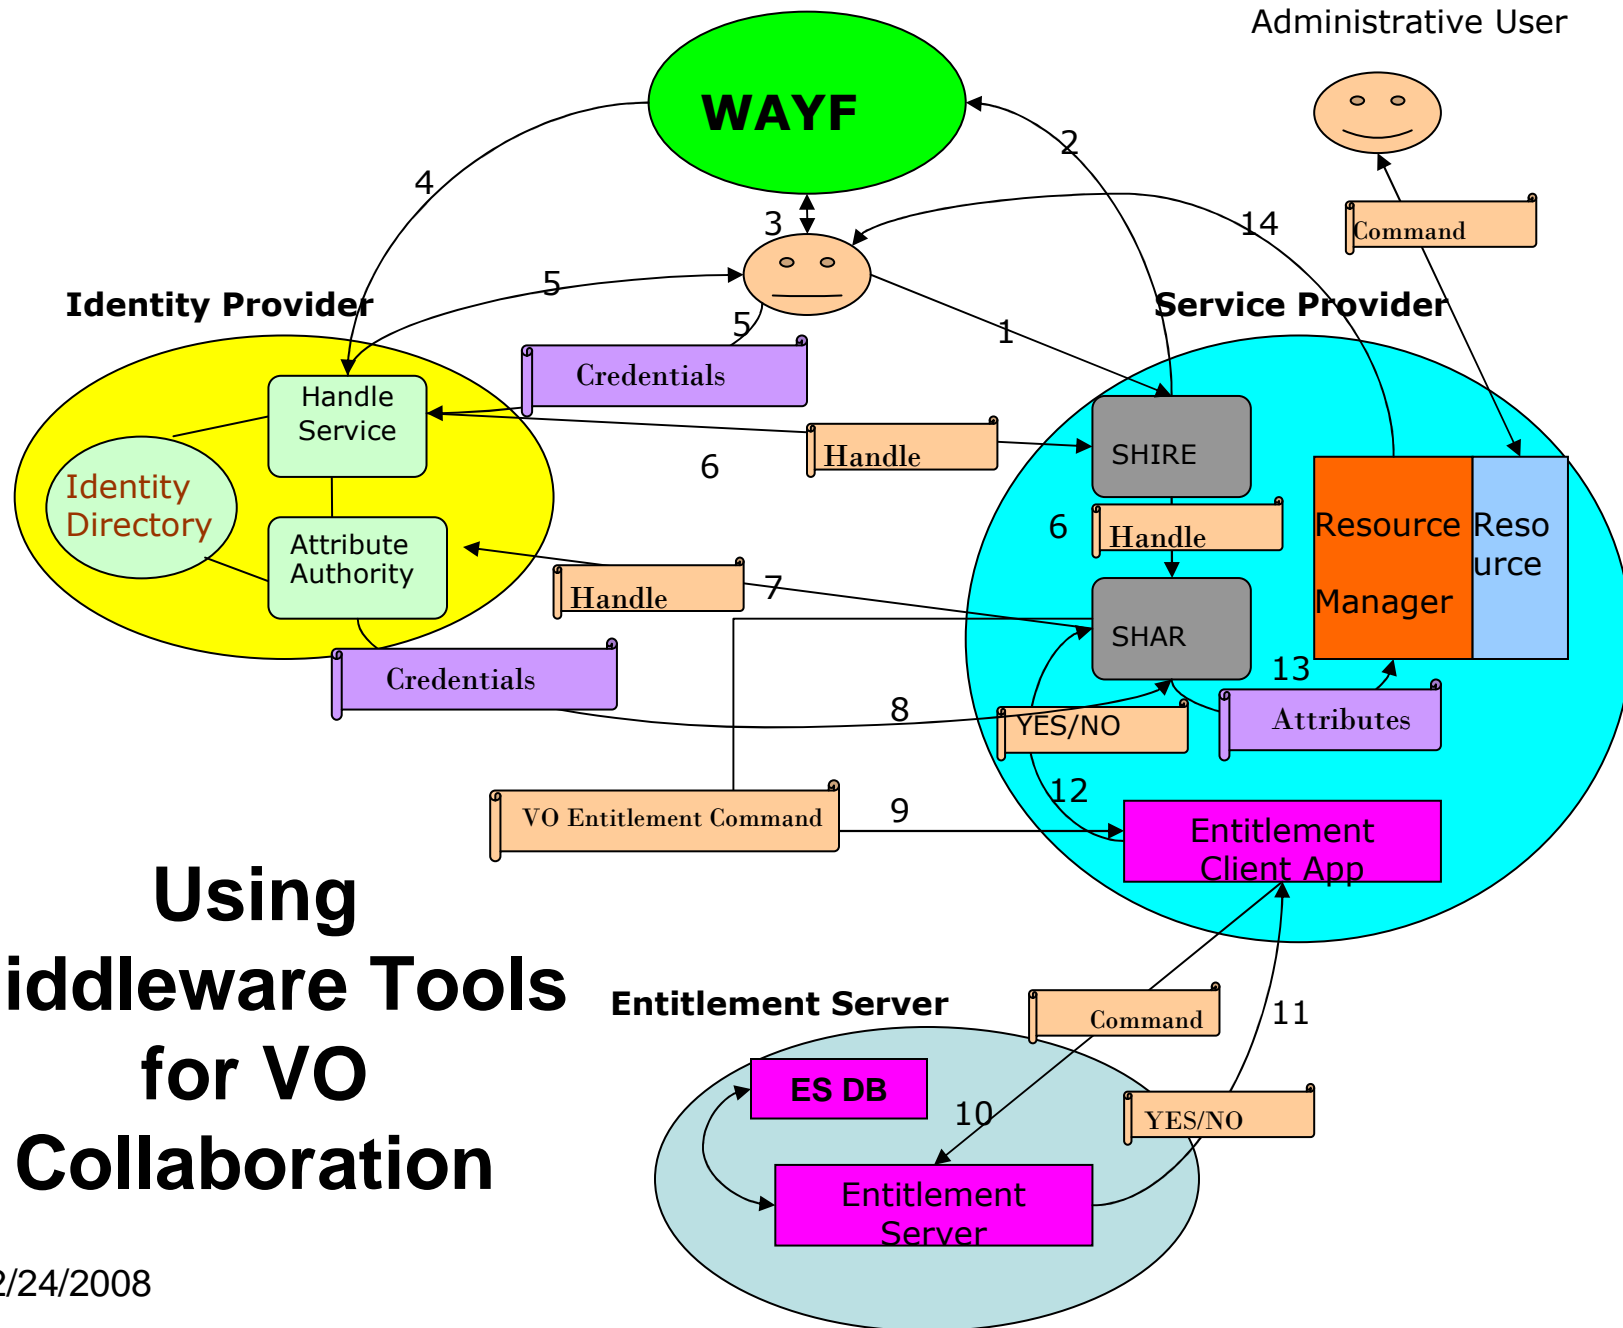 Administrative User
WAYF
2
4
3
14
Command
5
Identity Provider
Service Provider
5
1
Credentials
Handle
Service
Handle
SHIRE
6
Identity
Directory
6
Handle
Resource
Manager
Reso
urce
Attribute
Authority
Handle
7
SHAR
13
Credentials
8
YES/NO
Attributes
12
VO Entitlement Command
9
Entitlement
Client App
Using
iddleware Tools
for VO
Collaboration
Entitlement Server
Command
11
ES DB
10
YES/NO
Entitlement
Server
2/24/2008